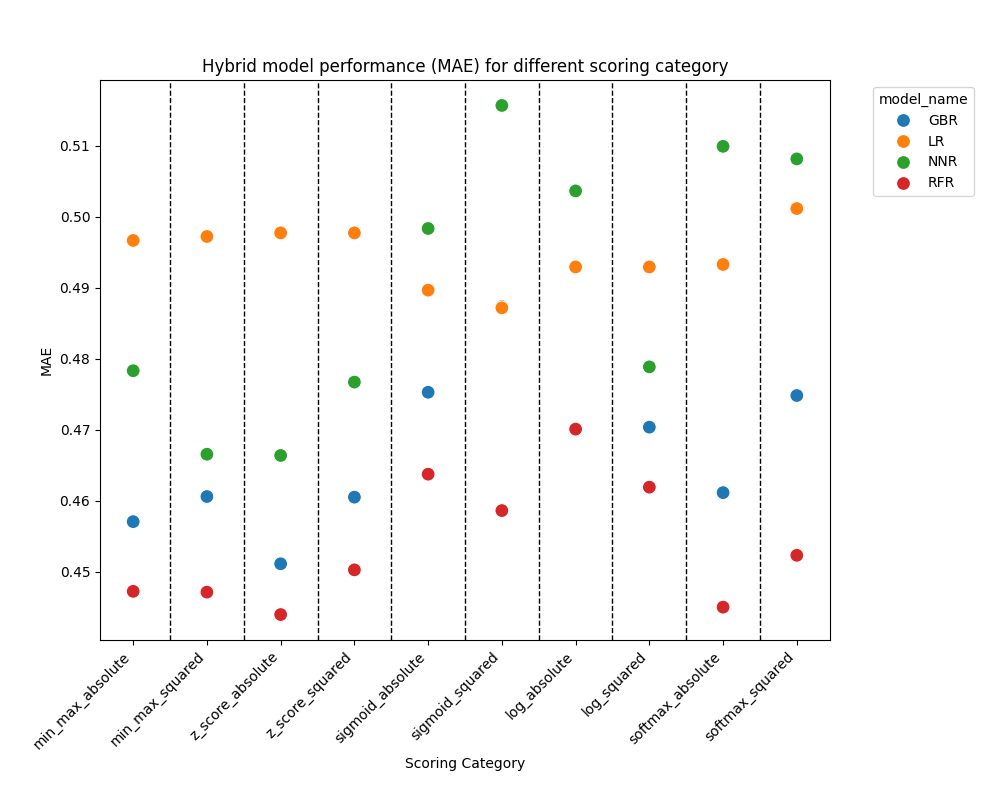 Hybrid model performance (MAE) for different scoring category
model_name
GBR
LR
NNR
RFR
0.51
0.50
0.49
0.48
0.47
0.46
0.45
MAE
min_max_absolute
min_max_squared
z_score_absolute
z_score_squared
sigmoid_absolute
sigmoid_squared
log_absolute
log_squared
softmax_absolute
softmax_squared
Scoring Category